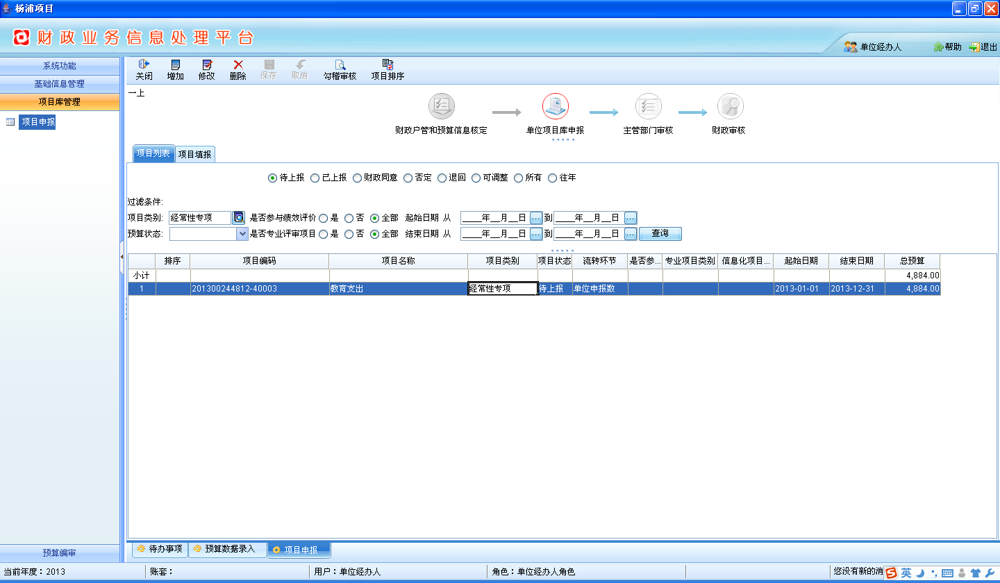 杨浦项目
财政业务信息处理平台
单位经办人 帮助 退出
系统功能
基础信息管理
项目库管理
项目申报
预算编审
关闭 增加 修改 删除 保存 取消 勾稽审核 项目排序
一上
财政户管和预算信息核定 单位项目库申报 主管部门审核 财政审核
项目列表 项目填报
待上报 已上报 财政同意 否定 退回 可调整 所有 往年
过滤条件:
项目类别: 经常性专项 是否参与绩效评价 是 否 全部 起始日期 从 ____年__月__日 ... 到 ____年__月__日 ...
预算状态: 是否专业评审项目 是 否 全部 结束日期 从 ____年__月__日 ... 到 ____年__月__日 ... 查询
排序 项目编码 项目名称 项目类别 项目状态 流转环节 是否参... 专业项目类别 信息化项目... 起始日期 结束日期 总预算
小计 4,884.00
1 201300244812-40003 教育支出 经常性专项 待上报 单位申报数 2013-01-01 2013-12-31 4,884.00
待办事项 预算数据录入 项目申报
当前年度：2013 账套： 用户：单位经办人 角色：单位经办人角色 您没有新的消 英